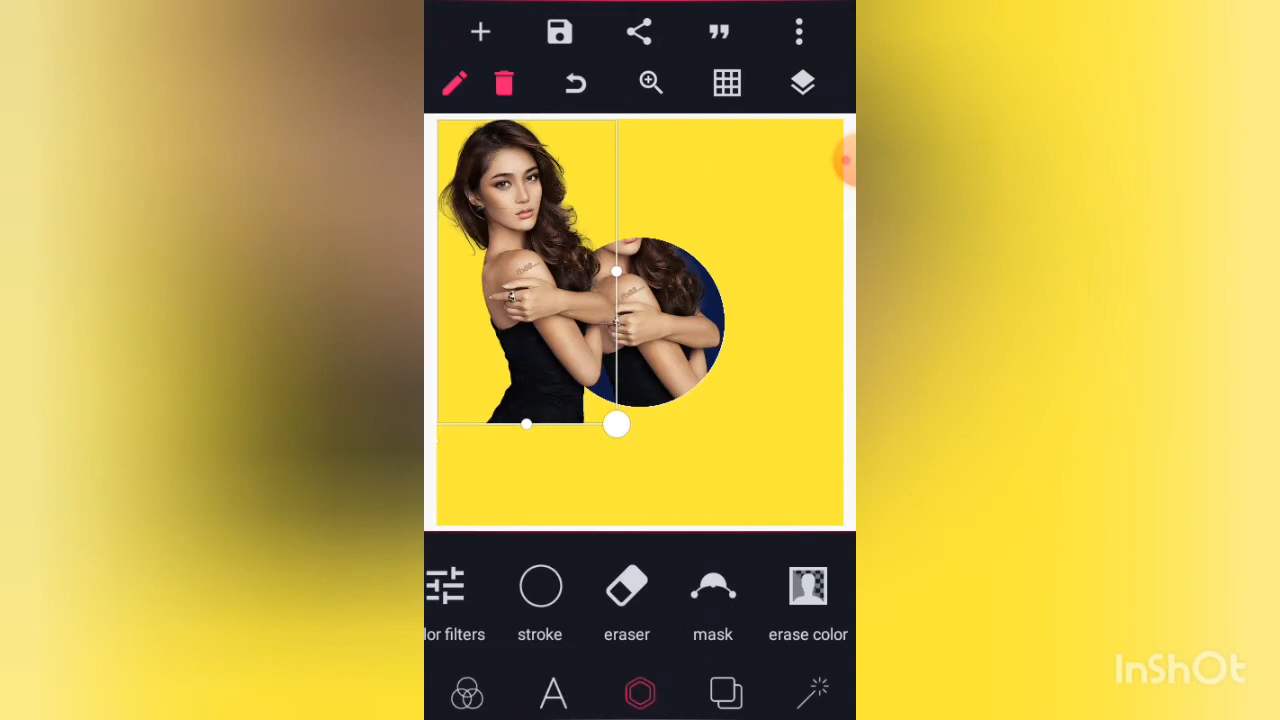 lor filters
stroke
eraser
mask
erase color
InShOt